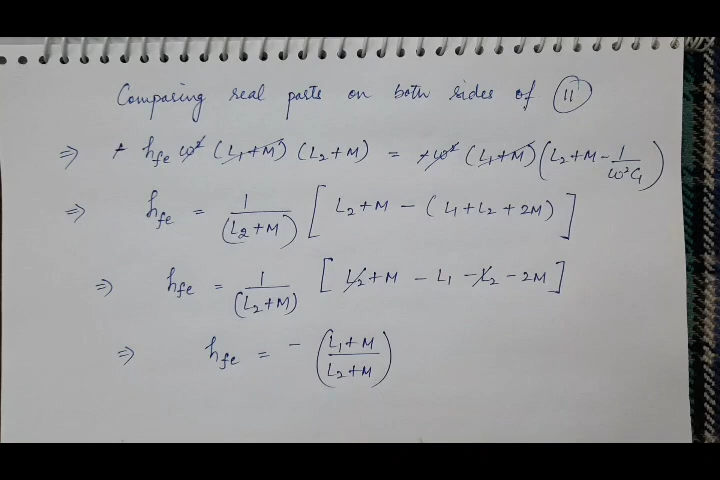 Comparing real parts on both sides of (11)
⇒ + hfe ω² (L₁+M) (L₂+M) = +ω² (L₁+M) (L₂+M - 1/ω²C₁)
⇒ hfe = 1/(L₂+M) [ L₂+M - (L₁+L₂+2M) ]
⇒ hfe = 1/(L₂+M) [ L₂+M - L₁ - L₂ - 2M ]
⇒ hfe = - (L₁+M / L₂+M)